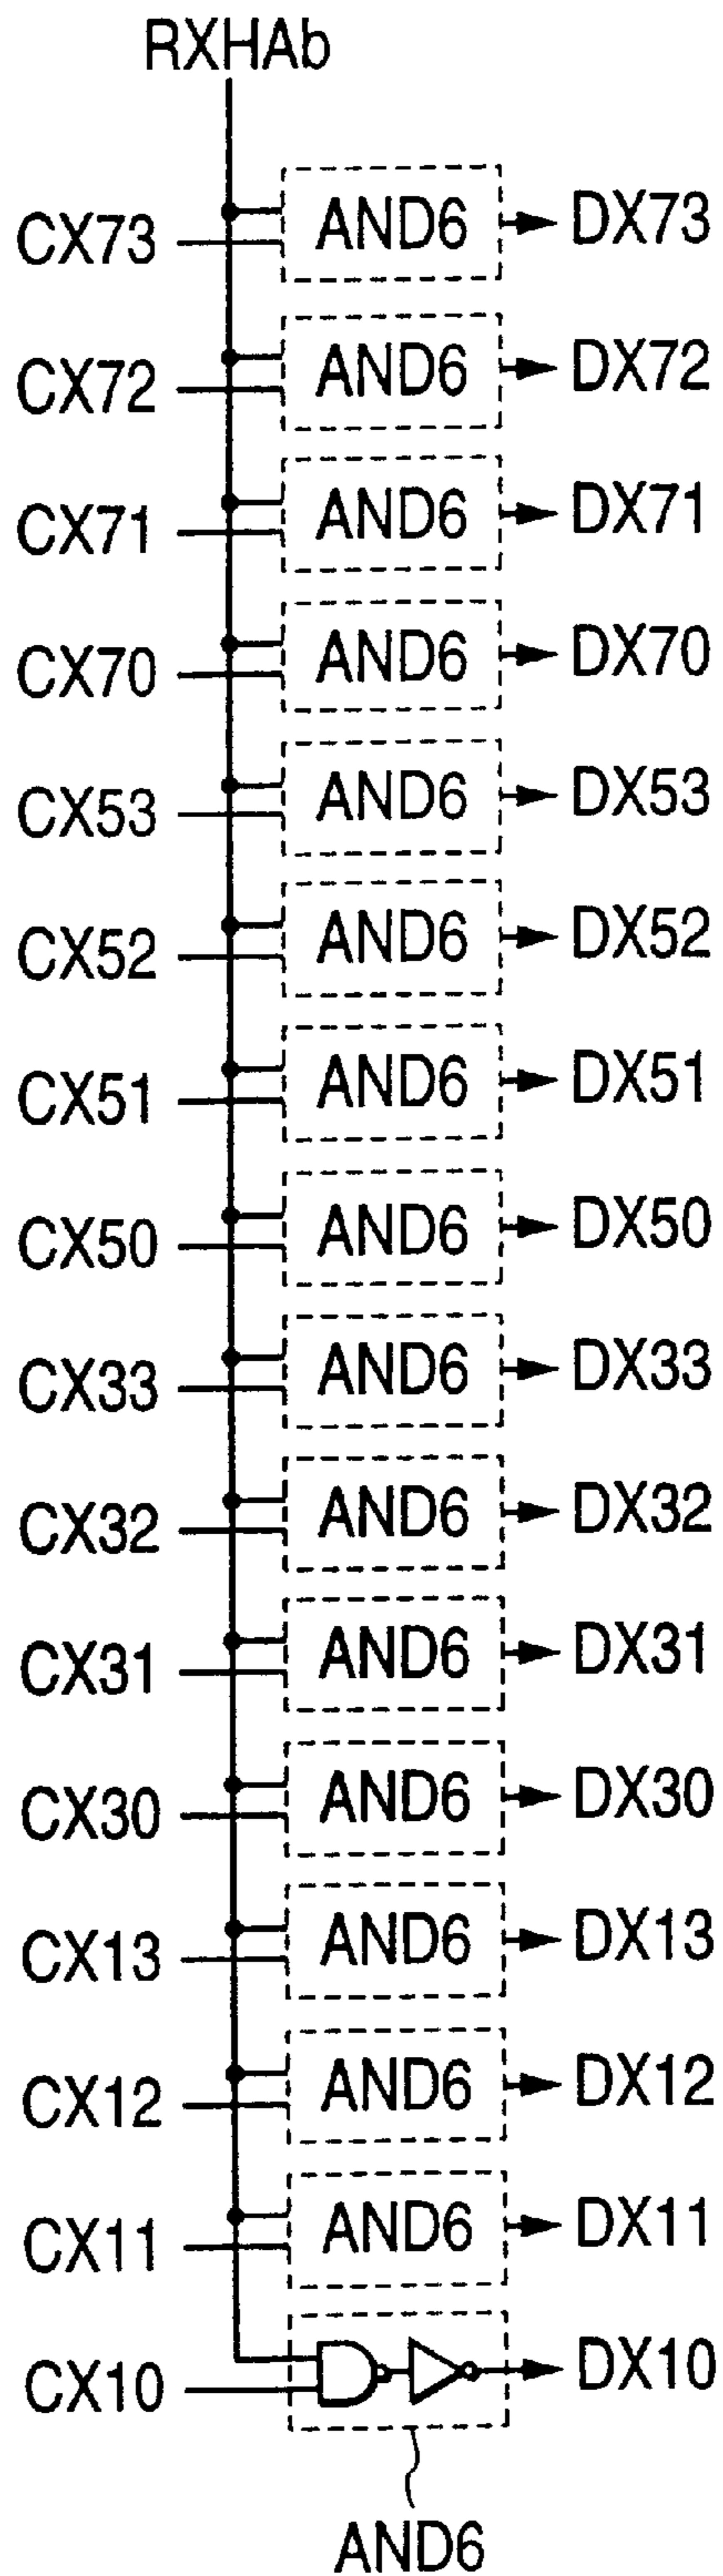 RXHAb
CX73 AND6 DX73
CX72 AND6 DX72
CX71 AND6 DX71
CX70 AND6 DX70
CX53 AND6 DX53
CX52 AND6 DX52
CX51 AND6 DX51
CX50 AND6 DX50
CX33 AND6 DX33
CX32 AND6 DX32
CX31 AND6 DX31
CX30 AND6 DX30
CX13 AND6 DX13
CX12 AND6 DX12
CX11 AND6 DX11
CX10 DX10
AND6